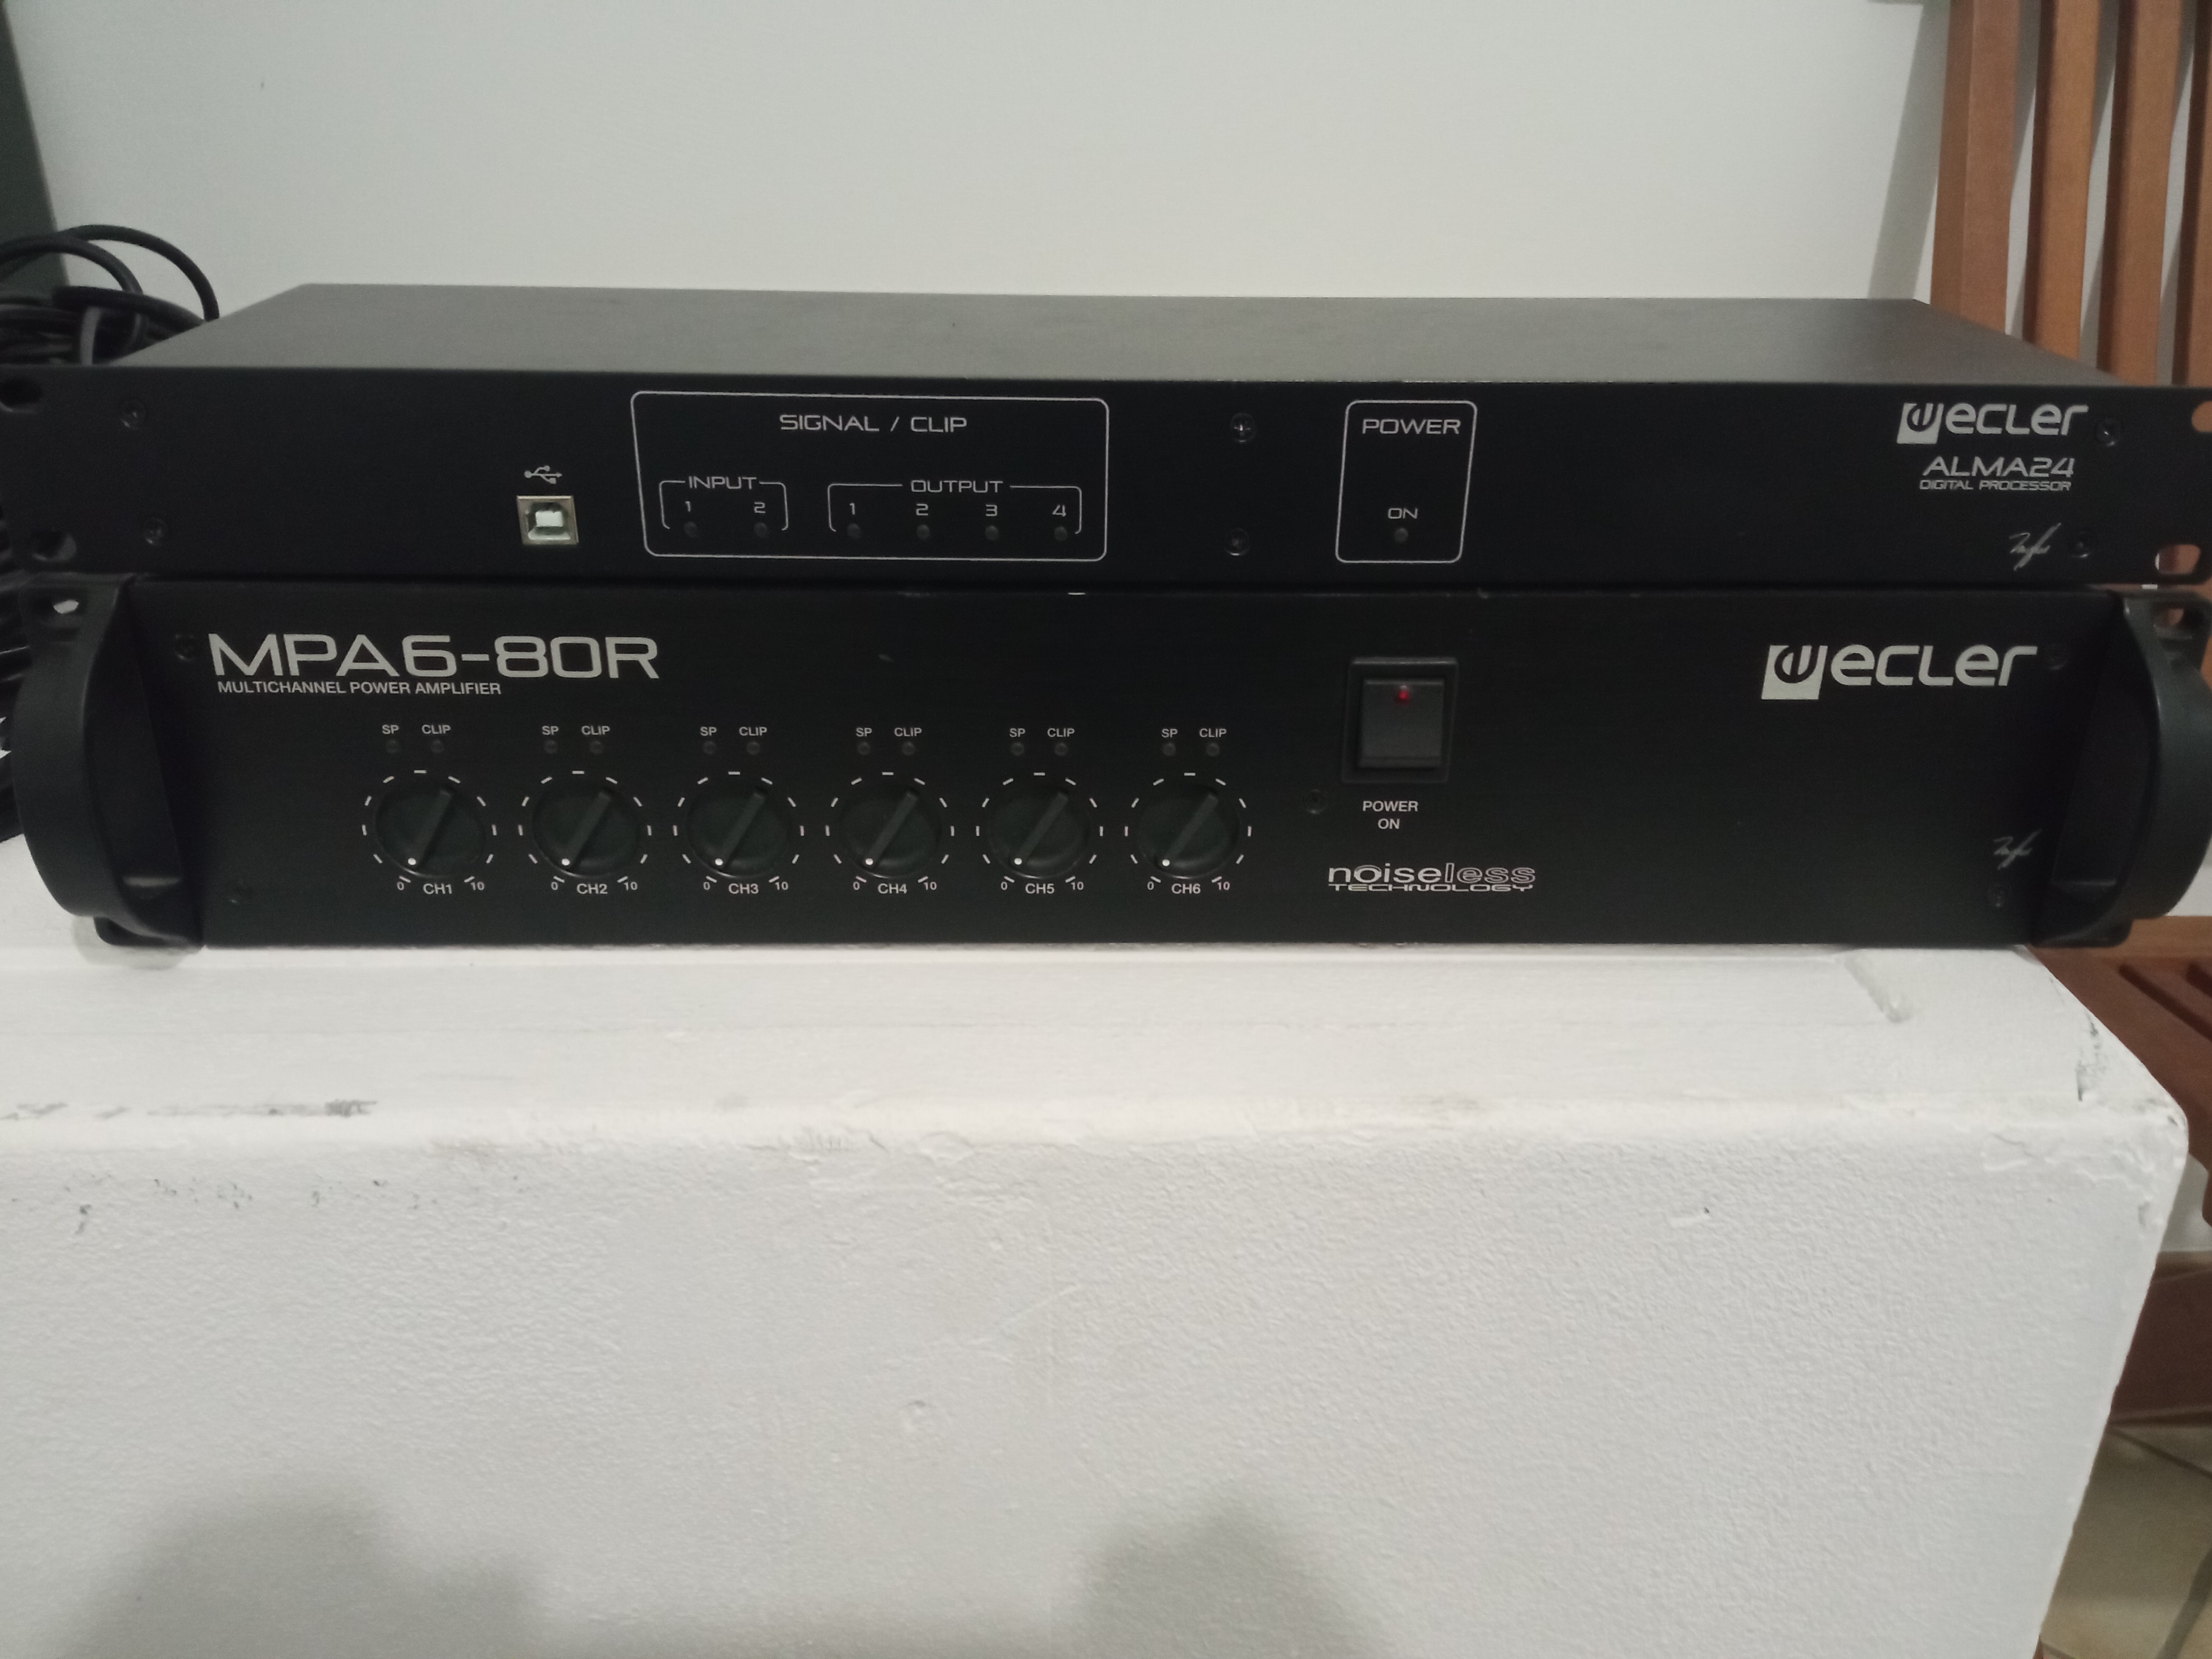 SIGNAL / CLIP
POWER
ecler
ALMA24
DIGITAL PROCESSOR
INPUT
OUTPUT
1 2 1 2 3 4
ON
MPA6-80R
MULTICHANNEL POWER AMPLIFIER
ecler
SP CLIP SP CLIP SP CLIP SP CLIP SP CLIP SP CLIP
POWER
ON
0 CH1 10 0 CH2 10 0 CH3 10 0 CH4 10 0 CH5 10 0 CH6 10
noiseless
TECHNOLOGY